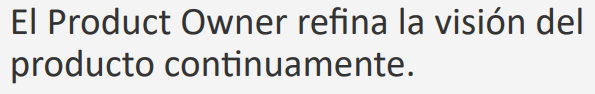 El Product Owner refina la visión del
producto continuamente.